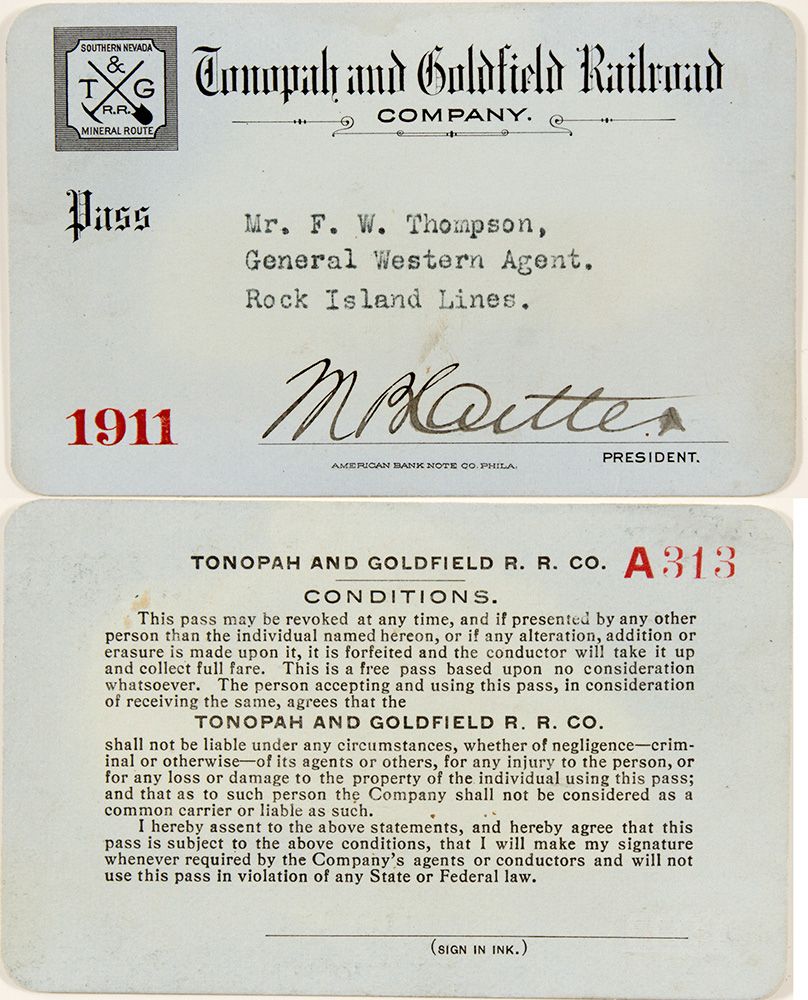 SOUTHERN NEVADA
T & G
R.R.
MINERAL ROUTE
Tonopah and Goldfield Railroad
COMPANY.
Pass
Mr. F. W. Thompson,
General Western Agent.
Rock Island Lines.
1911
PRESIDENT.
AMERICAN BANK NOTE CO. PHILA.
TONOPAH AND GOLDFIELD R. R. CO. A313
CONDITIONS.
This pass may be revoked at any time, and if presented by any other
person than the individual named hereon, or if any alteration, addition or
erasure is made upon it, it is forfeited and the conductor will take it up
and collect full fare. This is a free pass based upon no consideration
whatsoever. The person accepting and using this pass, in consideration
of receiving the same, agrees that the
TONOPAH AND GOLDFIELD R. R. CO.
shall not be liable under any circumstances, whether of negligence—crim-
inal or otherwise—of its agents or others, for any injury to the person, or
for any loss or damage to the property of the individual using this pass;
and that as to such person the Company shall not be considered as a
common carrier or liable as such.
I hereby assent to the above statements, and hereby agree that this
pass is subject to the above conditions, that I will make my signature
whenever required by the Company's agents or conductors and will not
use this pass in violation of any State or Federal law.
(SIGN IN INK.)